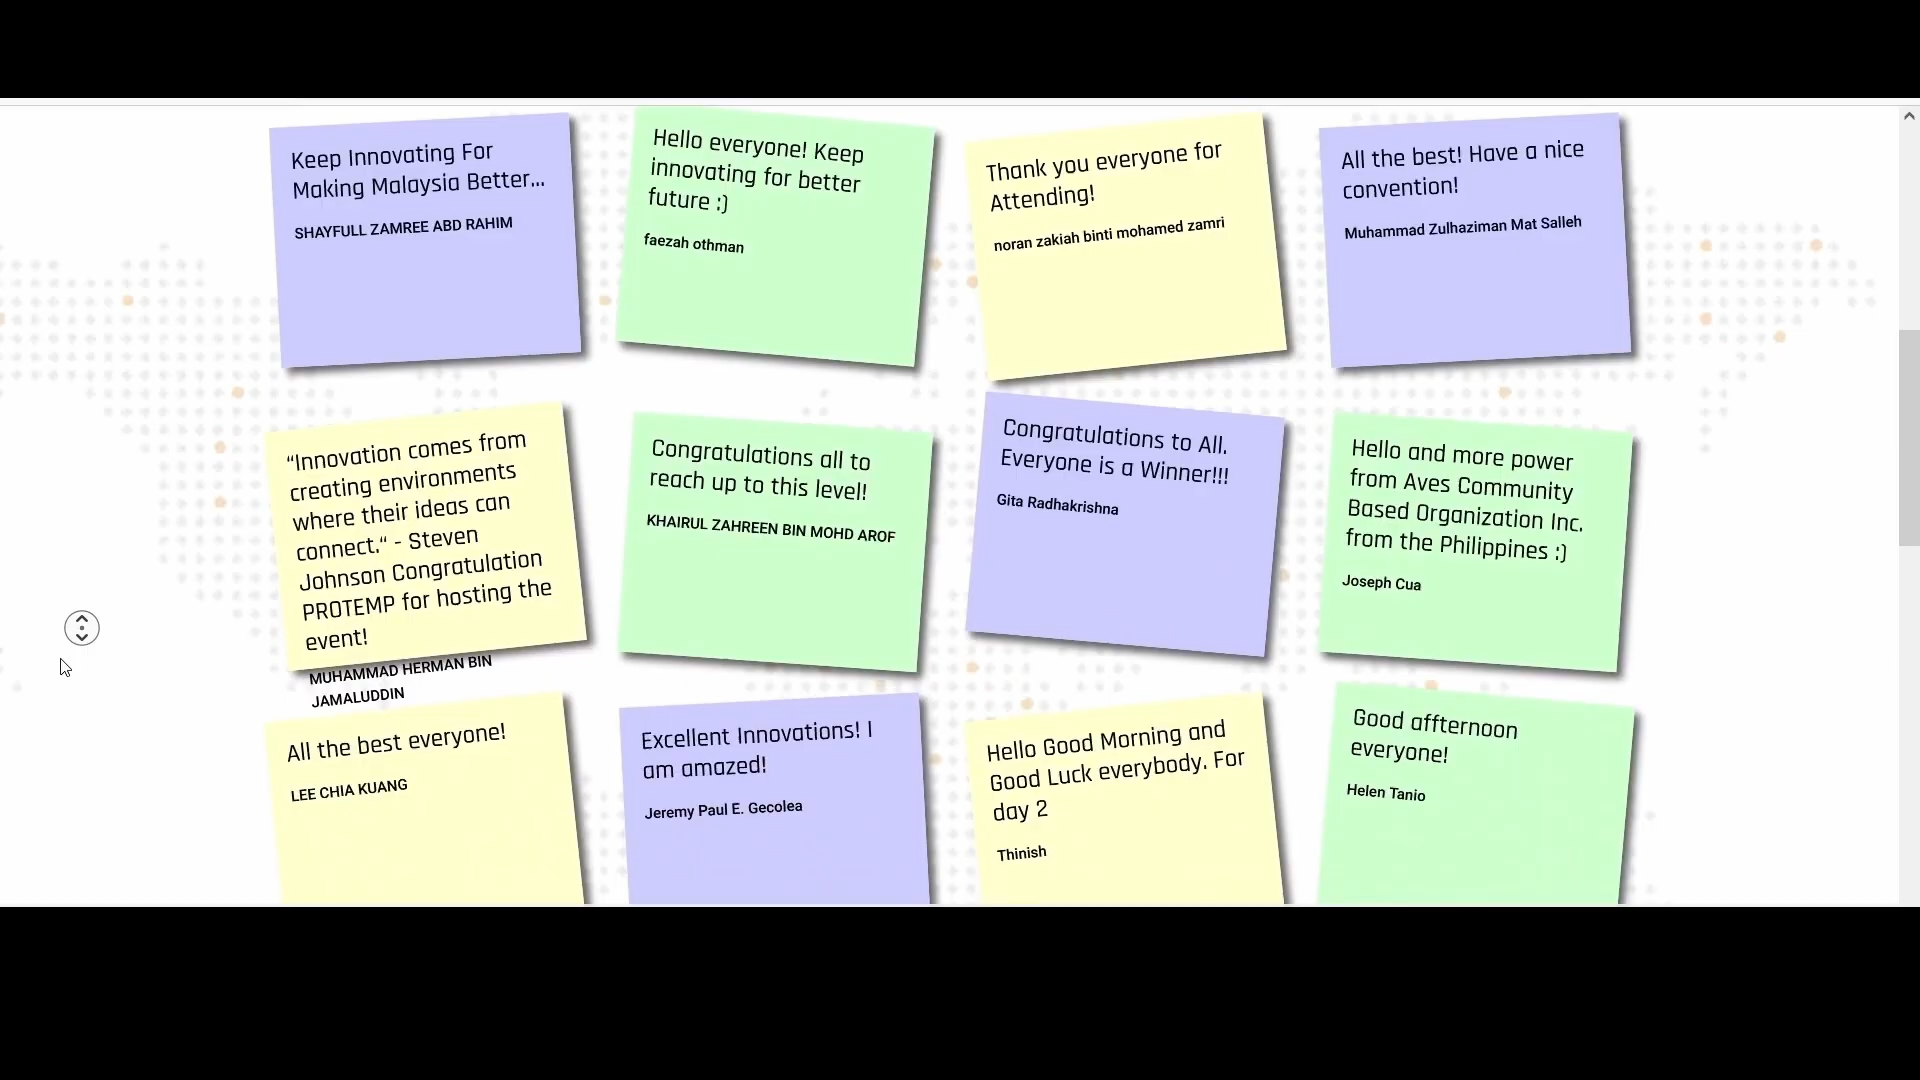 Keep Innovating For
Making Malaysia Better...
SHAYFULL ZAMREE ABD RAHIM
Hello everyone! Keep
innovating for better
future :)
faezah othman
Thank you everyone for
Attending!
noran zakiah binti mohamed zamri
All the best! Have a nice
convention!
Muhammad Zulhaziman Mat Salleh
“Innovation comes from
creating environments
where their ideas can
connect.“ - Steven
Johnson Congratulation
PROTEMP for hosting the
event!
MUHAMMAD HERMAN BIN
JAMALUDDIN
Congratulations all to
reach up to this level!
KHAIRUL ZAHREEN BIN MOHD AROF
Congratulations to All.
Everyone is a Winner!!!
Gita Radhakrishna
Hello and more power
from Aves Community
Based Organization Inc.
from the Philippines :)
Joseph Cua
All the best everyone!
LEE CHIA KUANG
Excellent Innovations! I
am amazed!
Jeremy Paul E. Gecolea
Hello Good Morning and
Good Luck everybody. For
day 2
Thinish
Good affternoon
everyone!
Helen Tanio